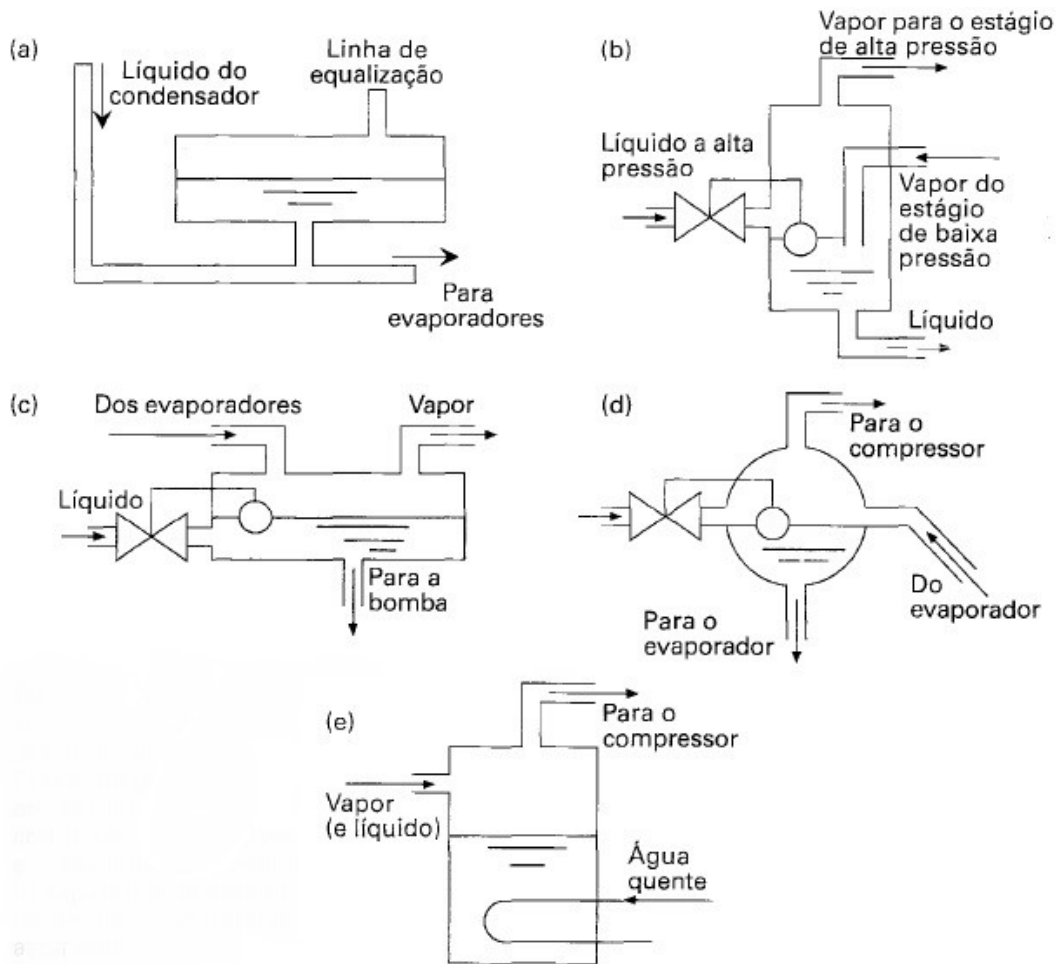 (a)
Líquido do
condensador
Linha de
equalização
Para
evaporadores
(b)
Vapor para o estágio
de alta pressão
Líquido a alta
pressão
Vapor do
estágio
de baixa
pressão
Líquido
(c)
Dos evaporadores
Vapor
Líquido
Para a
bomba
(d)
Para o
compressor
Do
evaporador
Para o
evaporador
(e)
Para o
compressor
Vapor
(e líquido)
Água
quente